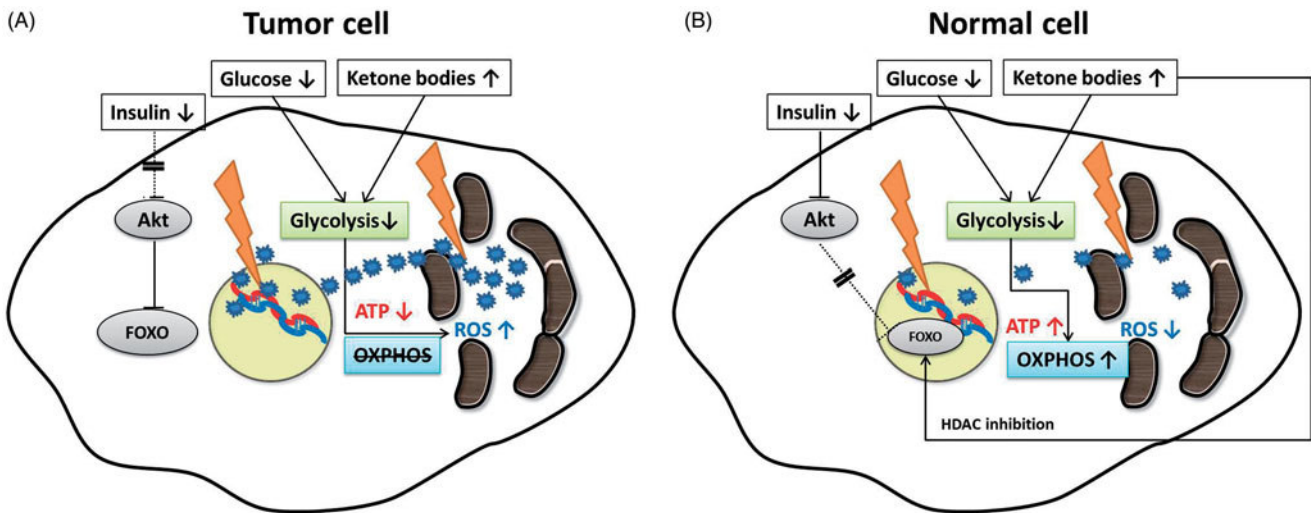 (A)
Tumor cell
Glucose ↓
Ketone bodies ↑
Insulin ↓
Akt
Glycolysis↓
FOXO
ATP ↓
ROS ↑
OXPHOS
(B)
Normal cell
Glucose ↓
Ketone bodies ↑
Insulin ↓
Akt
Glycolysis↓
FOXO
ATP ↑
ROS ↓
OXPHOS ↑
HDAC inhibition